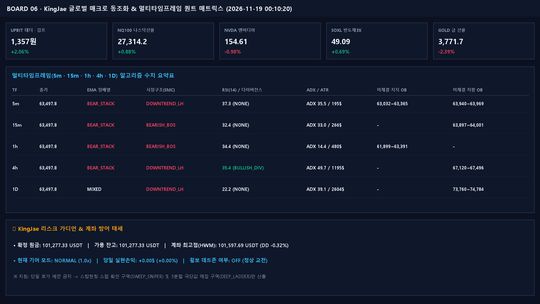 BOARD 06 · KingJae 글로벌 매크로 동조화 & 멀티타임프레임 퀀트 매트릭스 (2026-11-19 00:10:20)
UPBIT 테더 · 업비트
1,357원
+2.06%
NQ100 나스닥선물
27,314.2
+0.88%
NVDA 엔비디아
154.61
-0.98%
SOXL 반도체3X
49.09
+0.69%
GOLD 금 선물
3,771.7
-2.39%
멀티타임프레임(5m · 15m · 1h · 4h · 1D) 알고리즘 수치 요약표
TF 종가 EMA 정배열 시장구조(SMC) RSI(14) / 다이버전스 ADX / ATR 미체결 지지 OB 미체결 저항 OB
5m 63,497.8 BEAR_STACK DOWNTREND_LH 37.3 (NONE) ADX 35.5 / 195$ 63,032~63,365 63,940~63,969
15m 63,497.8 BEAR_STACK BEARISH_BOS 32.4 (NONE) ADX 33.0 / 266$ - 63,897~64,001
1h 63,497.8 BEAR_STACK BEARISH_BOS 34.4 (NONE) ADX 14.4 / 480$ 61,899~63,391 -
4h 63,497.8 BEAR_STACK DOWNTREND_LH 35.4 (BULLISH_DIV) ADX 49.7 / 1195$ - 67,120~67,496
1D 63,497.8 MIXED DOWNTREND_LH 22.2 (NONE) ADX 39.1 / 2604$ - 73,760~74,784
KingJae 리스크 가디언 & 계좌 방어 태세
• 확정 원금: 101,277.33 USDT | 가용 잔고: 101,277.33 USDT | 계좌 최고점(HWM): 101,597.69 USDT (DD -0.32%)
• 현재 기어 모드: NORMAL (1.0x) | 당일 실현손익: +0.00$ (+0.00%) | 필보 데드존 여부: OFF (정상 교전)